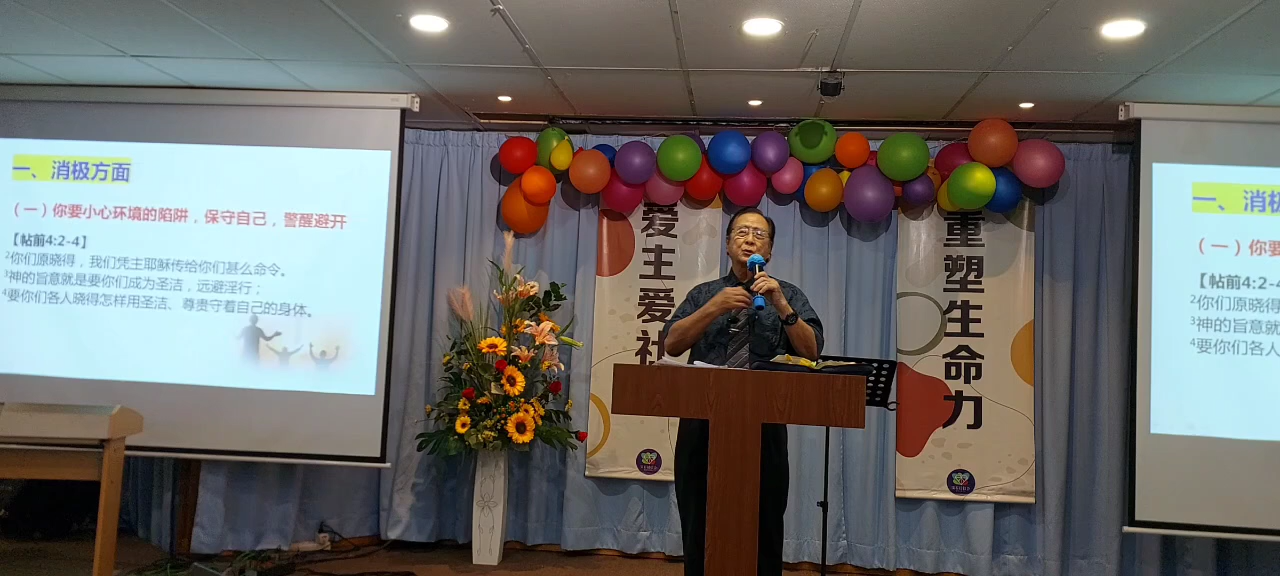 一、消极方面
（一）你要小心环境的陷阱，保守自己，警醒避开
【帖前4:2-4】
2你们原晓得，我们凭主耶稣传给你们甚么命令。
3神的旨意就是要你们成为圣洁，远避淫行；
4要你们各人晓得怎样用圣洁、尊贵守着自己的身体。
爱主爱社
重塑生命力
一、消极
（一）你要
【帖前4:2-4
2你们原晓得
3神的旨意就
4要你们各人